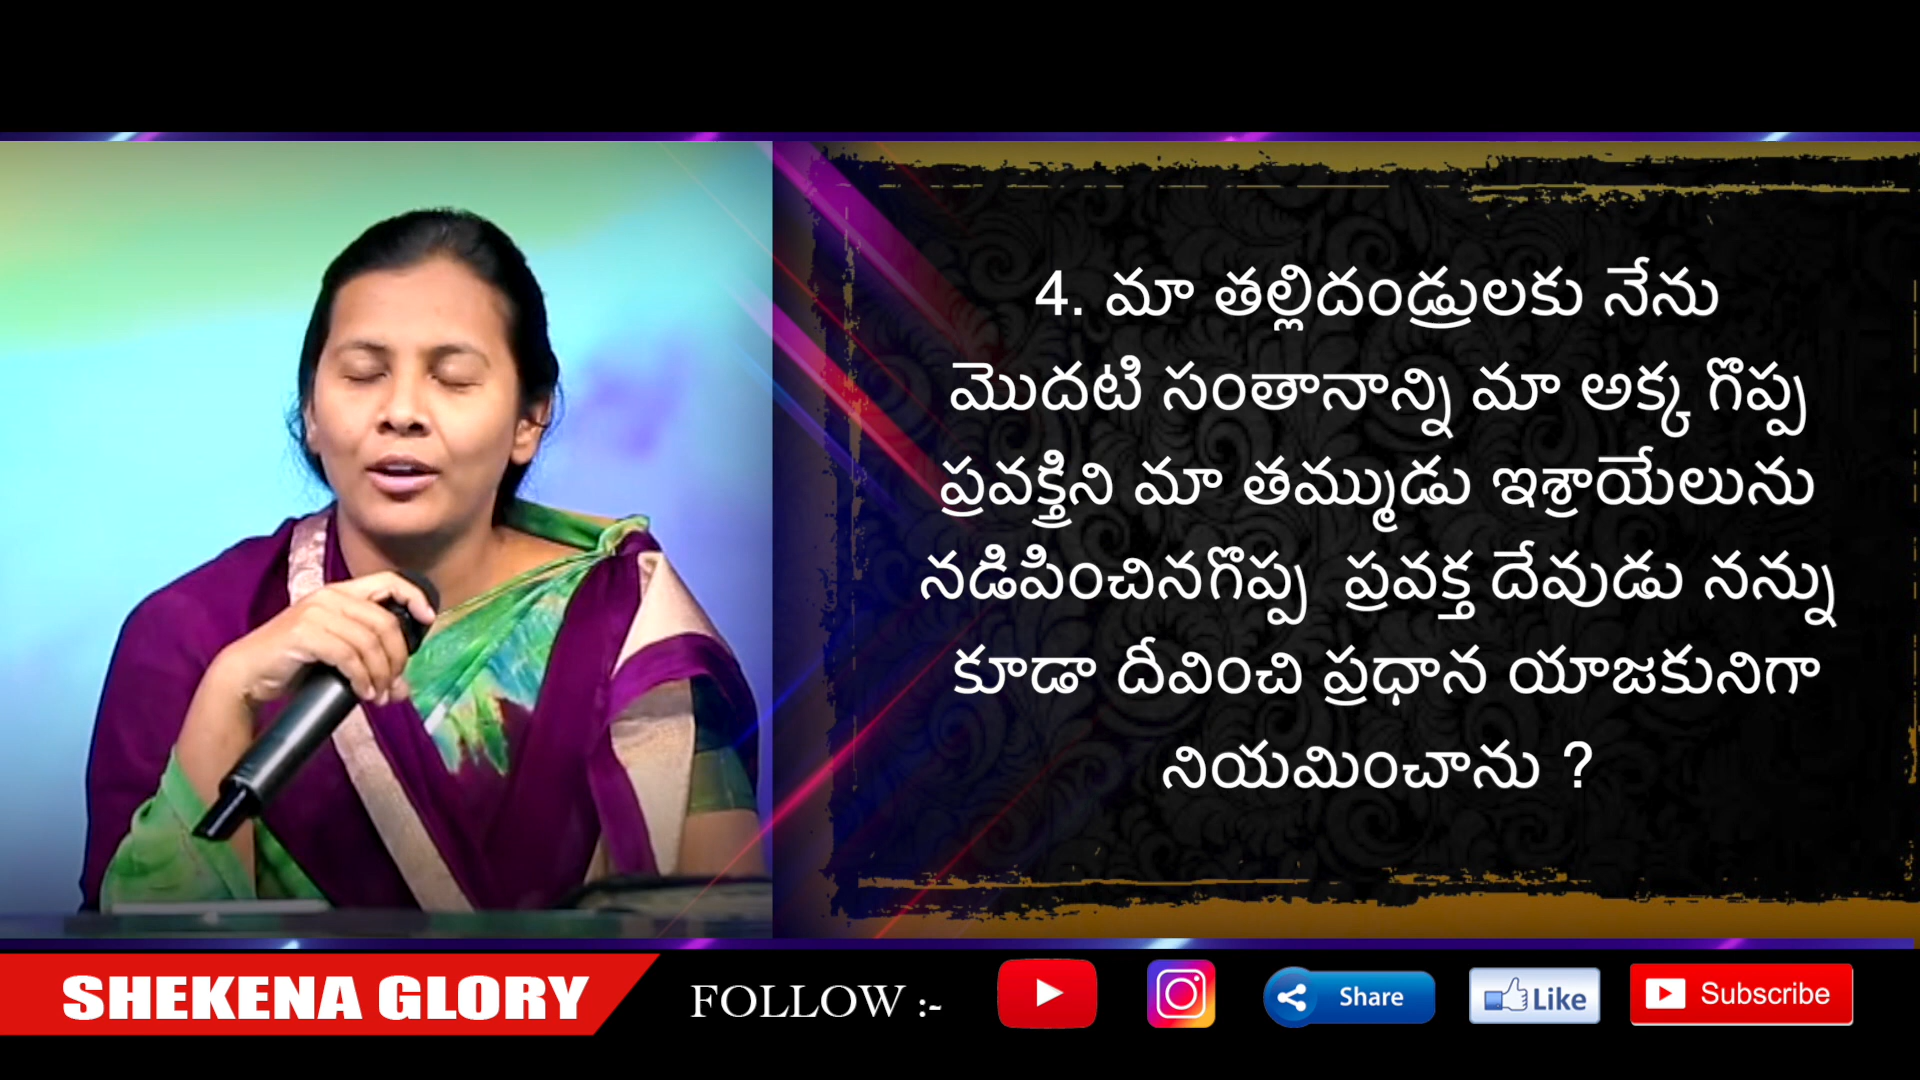 4. మా తల్లిదండ్రులకు నేను
మొదటి సంతానాన్ని మా అక్క గొప్ప
ప్రవక్త్రిని మా తమ్ముడు ఇశ్రాయేలును
నడిపించినగొప్ప ప్రవక్త దేవుడు నన్ను
కూడా దీవించి ప్రధాన యాజకునిగా
నియమించాను ?
SHEKENA GLORY
FOLLOW :-
Share
Like
Subscribe